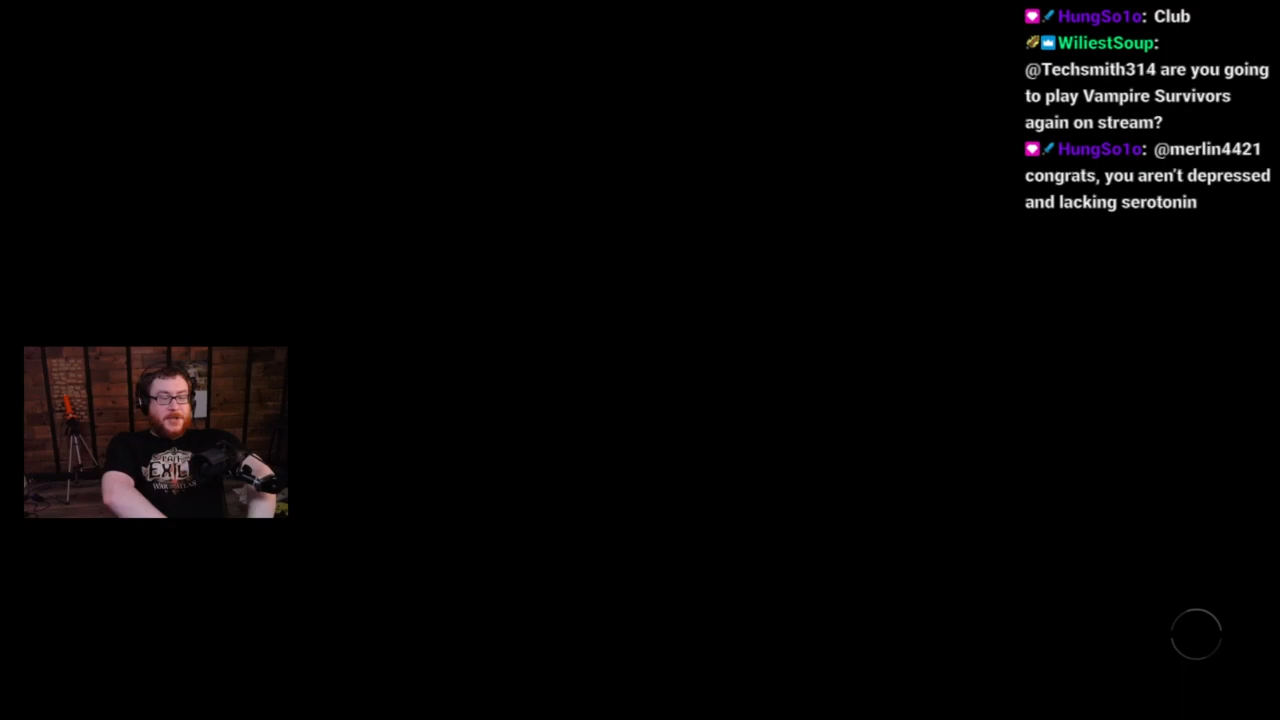 HungSo1o: Club
WiliestSoup:
@Techsmith314 are you going
to play Vampire Survivors
again on stream?
HungSo1o: @merlin4421
congrats, you aren't depressed
and lacking serotonin
EXILE